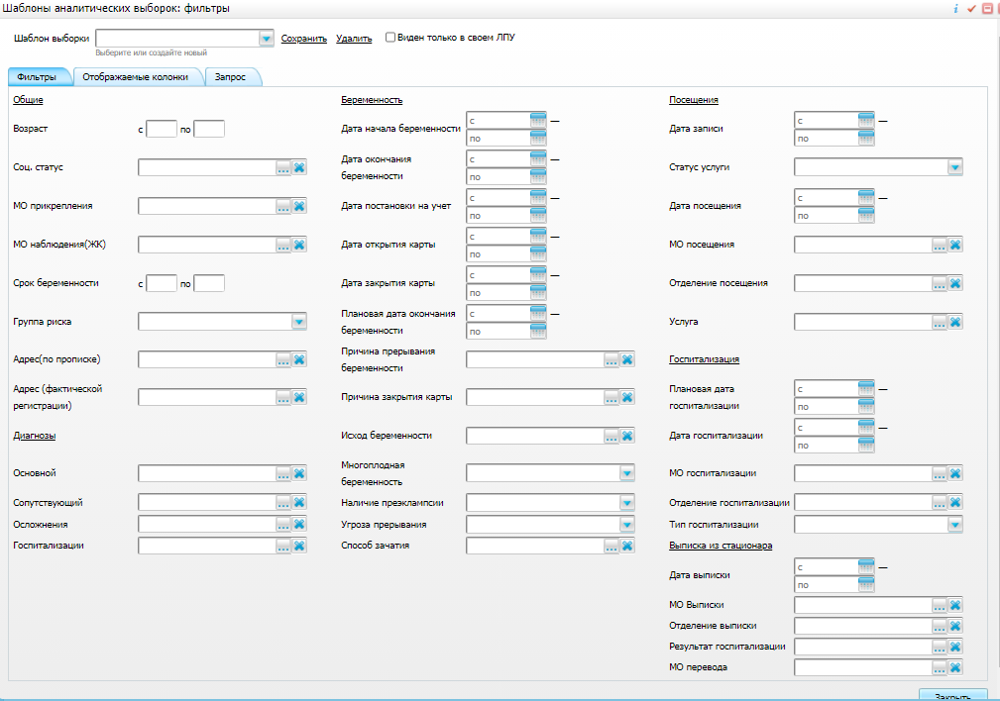 Шаблоны аналитических выборок: фильтры
Шаблон выборки Сохранить Удалить Виден только в своем ЛПУ
Выберите или создайте новый
Фильтры Отображаемые колонки Запрос
Общие
Возраст с по
Соц. статус
МО прикрепления
МО наблюдения(ЖК)
Срок беременности с по
Группа риска
Адрес(по прописке)
Адрес (фактической
регистрации)
Диагнозы
Основной
Сопутствующий
Осложнения
Госпитализации
Беременность
Дата начала беременности с —
по
Дата окончания
беременности
с —
по
Дата постановки на учет с —
по
Дата открытия карты с —
по
Дата закрытия карты с —
по
Плановая дата окончания
беременности
с —
по
Причина прерывания
беременности
Причина закрытия карты
Исход беременности
Многоплодная
беременность
Наличие преэклампсии
Угроза прерывания
Способ зачатия
Посещения
Дата записи с —
по
Статус услуги
Дата посещения с —
по
МО посещения
Отделение посещения
Услуга
Госпитализация
Плановая дата
госпитализации
с —
по
Дата госпитализации с —
по
МО госпитализации
Отделение госпитализации
Тип госпитализации
Выписка из стационара
Дата выписки с —
по
МО Выписки
Отделение выписки
Результат госпитализации
МО перевода
Закрыть